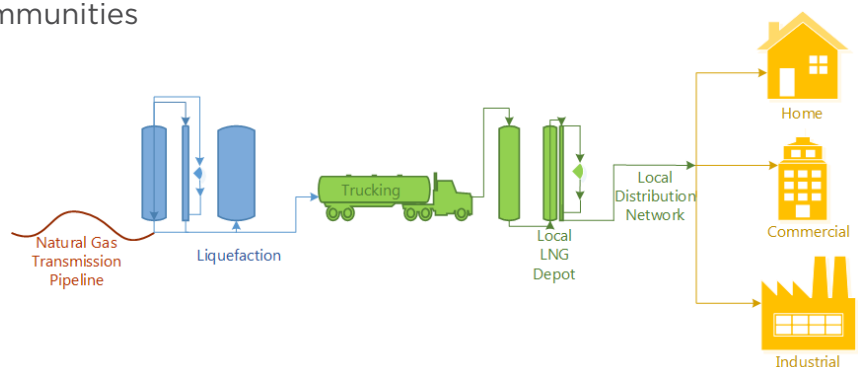 mmunities
Home
Trucking
Local
Distribution
Network
Commercial
Natural Gas
Transmission
Pipeline
Liquefaction
Local
LNG
Depot
Industrial